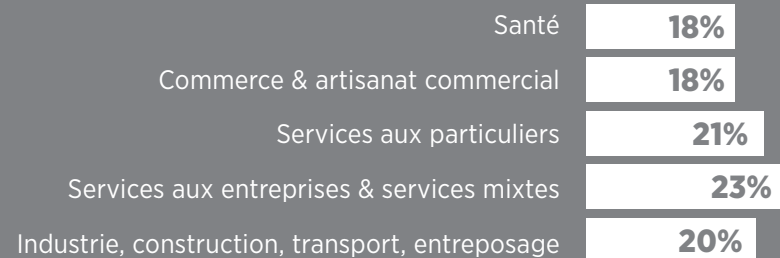 Santé 18%
Commerce & artisanat commercial 18%
Services aux particuliers 21%
Services aux entreprises & services mixtes 23%
Industrie, construction, transport, entreposage 20%